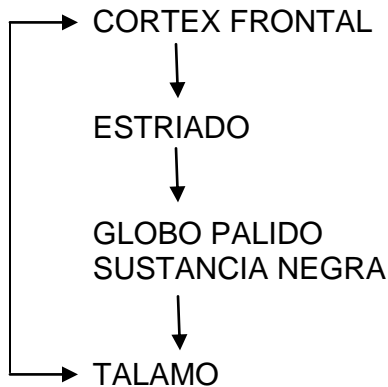 CORTEX FRONTAL
ESTRIADO
GLOBO PALIDO
SUSTANCIA NEGRA
TALAMO